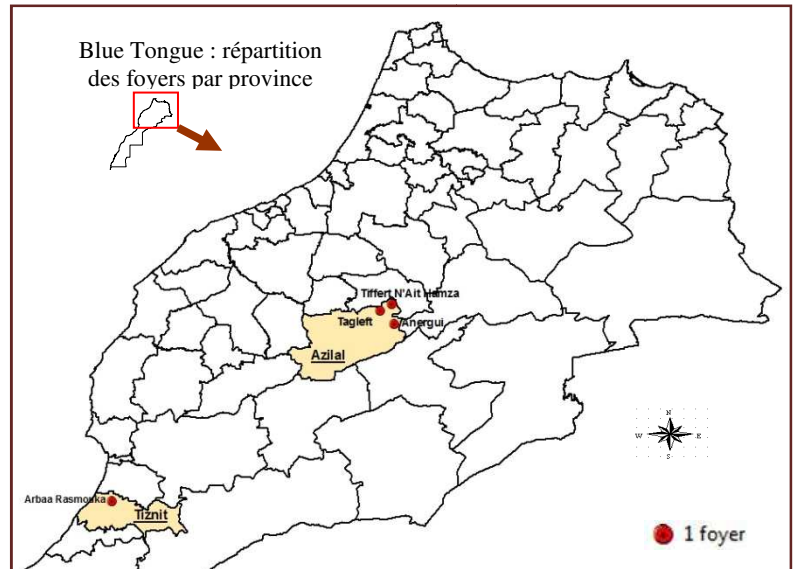 Blue Tongue : répartition
des foyers par province
Tiffert N'Ait Hamza
Tagleft
Anergui
Azilal
N
W
E
S
Arbaa Rasmouka
Tiznit
1 foyer